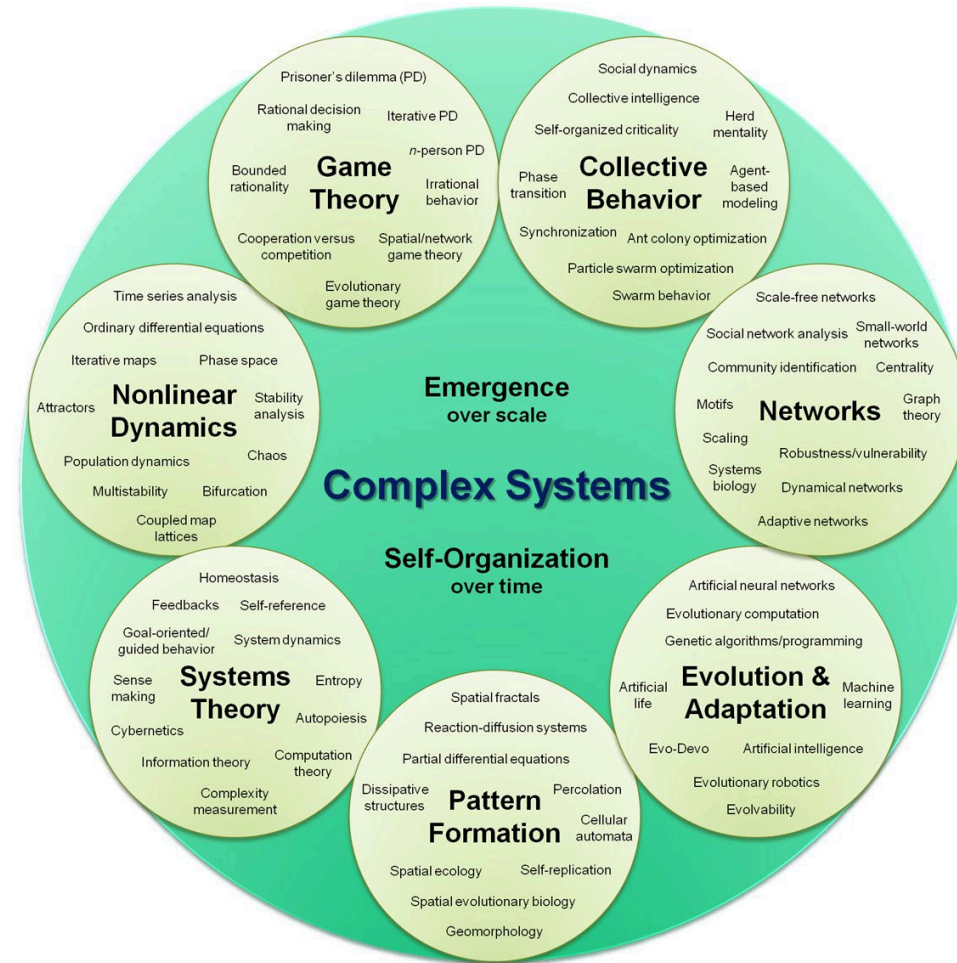 Prisoner's dilemma (PD)
Rational decision
making
Iterative PD
n-person PD
Bounded
rationality
Game
Theory
Irrational
behavior
Cooperation versus
competition
Spatial/network
game theory
Evolutionary
game theory
Social dynamics
Collective intelligence
Herd
mentality
Self-organized criticality
Phase
transition
Collective
Behavior
Agent-
based
modeling
Synchronization
Ant colony optimization
Particle swarm optimization
Swarm behavior
Time series analysis
Ordinary differential equations
Iterative maps
Phase space
Attractors
Nonlinear
Dynamics
Stability
analysis
Population dynamics
Chaos
Multistability
Bifurcation
Coupled map
lattices
Emergence
over scale
Complex Systems
Self-Organization
over time
Scale-free networks
Social network analysis
Small-world
networks
Community identification
Centrality
Motifs
Networks
Graph
theory
Scaling
Robustness/vulnerability
Systems
biology
Dynamical networks
Adaptive networks
Homeostasis
Feedbacks
Self-reference
Goal-oriented/
guided behavior
System dynamics
Sense
making
Systems
Theory
Entropy
Autopoiesis
Cybernetics
Information theory
Computation
theory
Complexity
measurement
Spatial fractals
Reaction-diffusion systems
Partial differential equations
Dissipative
structures
Pattern
Formation
Percolation
Cellular
automata
Spatial ecology
Self-replication
Spatial evolutionary biology
Geomorphology
Artificial neural networks
Evolutionary computation
Genetic algorithms/programming
Artificial
life
Evolution &
Adaptation
Machine
learning
Evo-Devo
Artificial intelligence
Evolutionary robotics
Evolvability